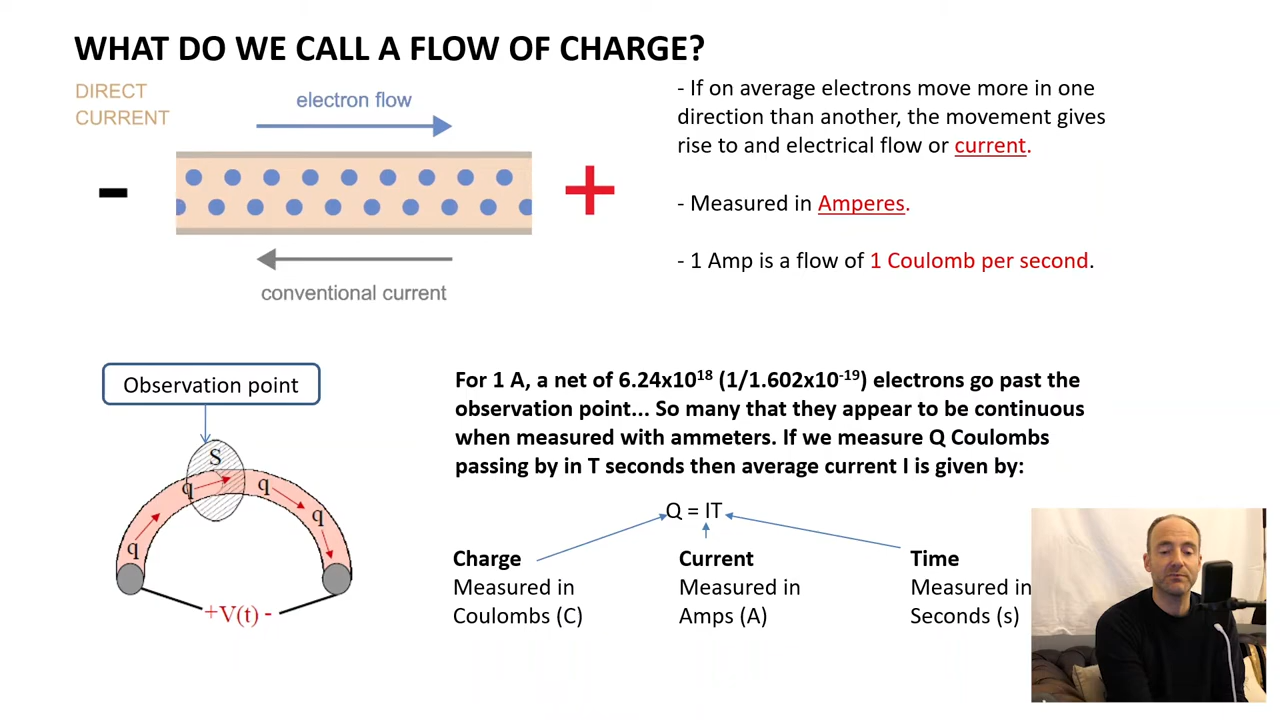 WHAT DO WE CALL A FLOW OF CHARGE?
DIRECT
CURRENT
electron flow
-
+
conventional current
- If on average electrons move more in one
direction than another, the movement gives
rise to and electrical flow or current.
- Measured in Amperes.
- 1 Amp is a flow of 1 Coulomb per second.
Observation point
S
q
q
q
q
+V(t) -
For 1 A, a net of 6.24x10¹⁸ (1/1.602x10⁻¹⁹) electrons go past the
observation point... So many that they appear to be continuous
when measured with ammeters. If we measure Q Coulombs
passing by in T seconds then average current I is given by:
Q = IT
Charge
Measured in
Coulombs (C)
Current
Measured in
Amps (A)
Time
Measured in
Seconds (s)